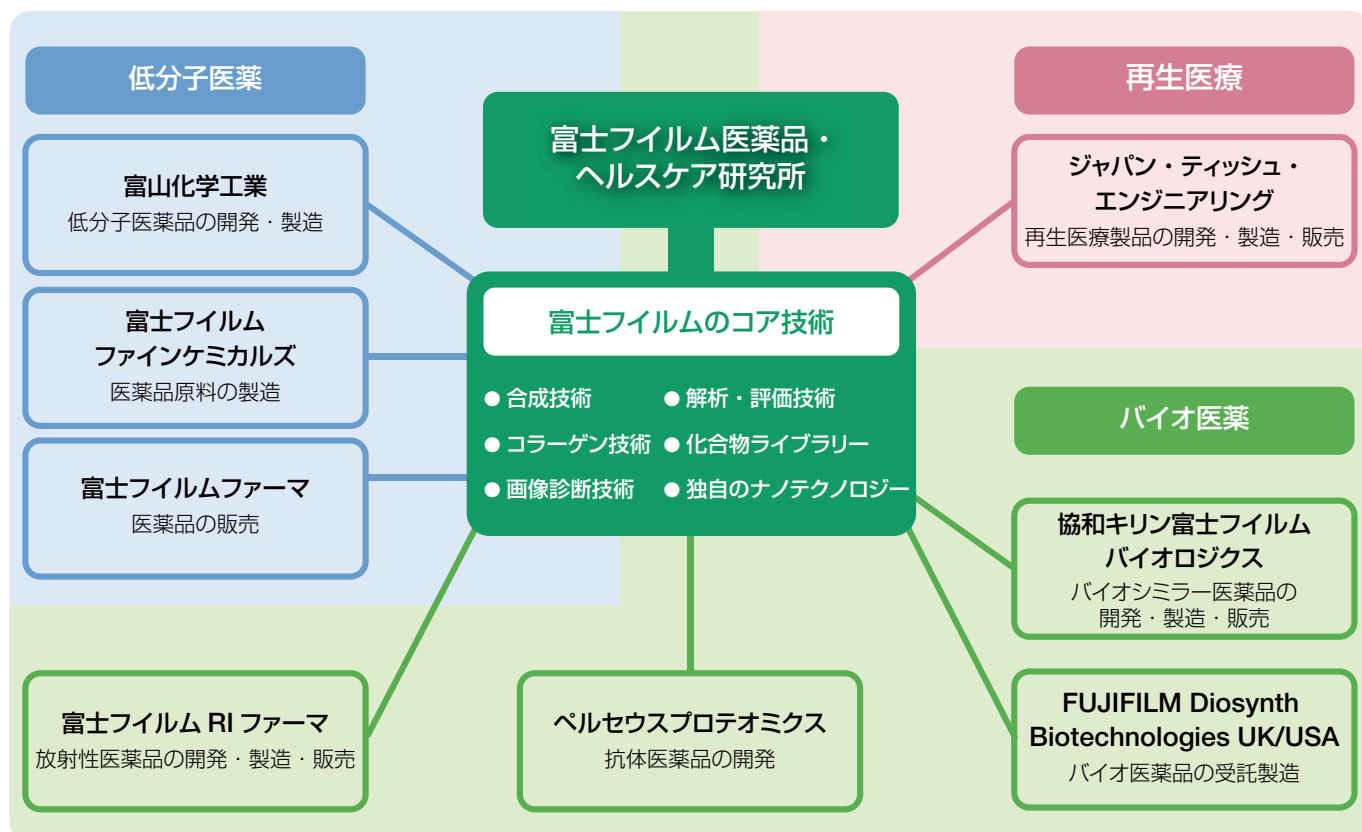 低分子医薬
富山化学工業
低分子医薬品の開発・製造
富士フイルム
ファインケミカルズ
医薬品原料の製造
富士フイルムファーマ
医薬品の販売
富士フイルム医薬品・
ヘルスケア研究所
富士フイルムのコア技術
● 合成技術
● 解析・評価技術
● コラーゲン技術
● 化合物ライブラリー
● 画像診断技術
● 独自のナノテクノロジー
再生医療
ジャパン・ティッシュ・
エンジニアリング
再生医療製品の開発・製造・販売
バイオ医薬
協和キリン富士フイルム
バイオロジクス
バイオシミラー医薬品の
開発・製造・販売
富士フイルム RI ファーマ
放射性医薬品の開発・製造・販売
ペルセウスプロテオミクス
抗体医薬品の開発
FUJIFILM Diosynth
Biotechnologies UK/USA
バイオ医薬品の受託製造